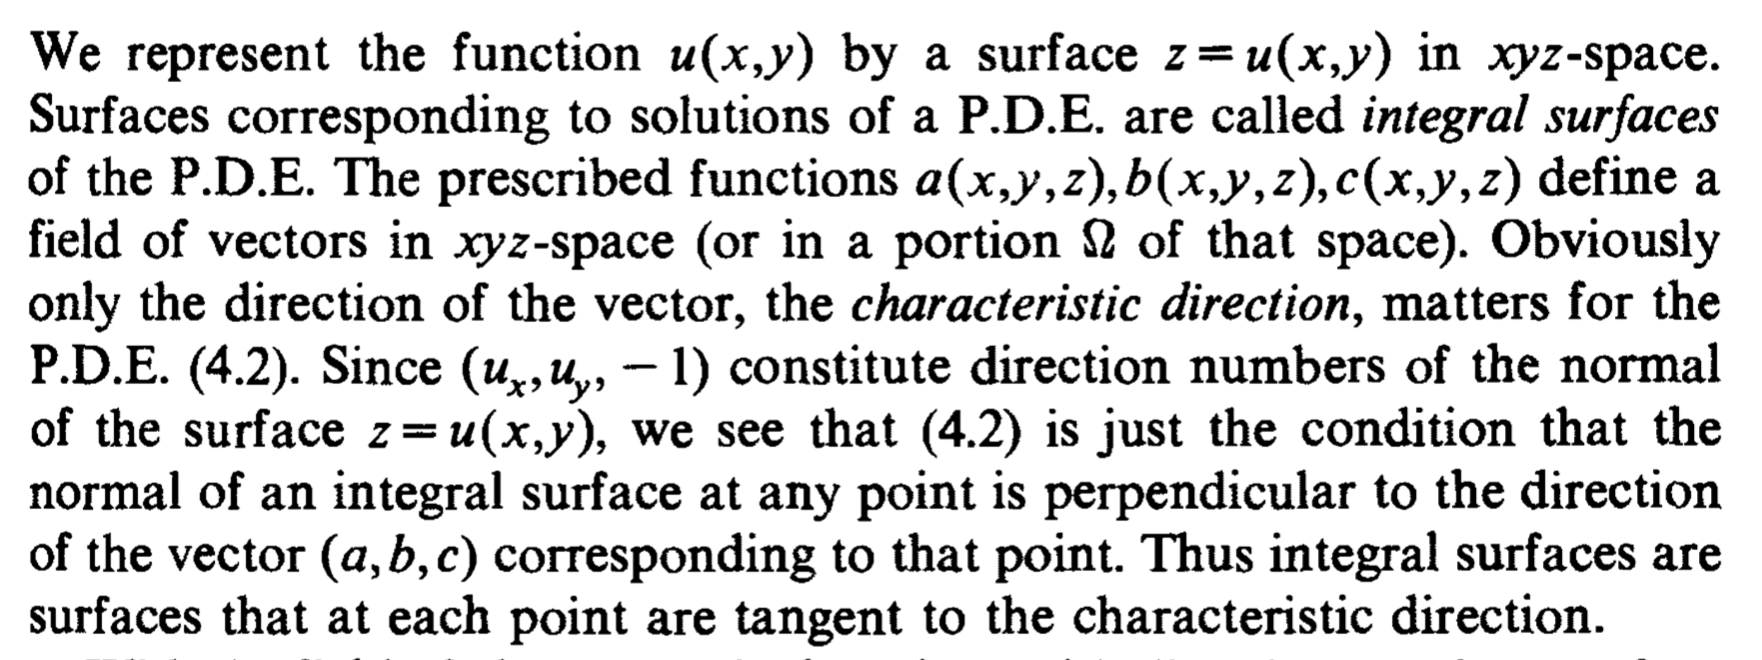 We represent the function u(x,y) by a surface z=u(x,y) in xyz-space.
Surfaces corresponding to solutions of a P.D.E. are called integral surfaces
of the P.D.E. The prescribed functions a(x,y,z),b(x,y,z),c(x,y,z) define a
field of vectors in xyz-space (or in a portion Ω of that space). Obviously
only the direction of the vector, the characteristic direction, matters for the
P.D.E. (4.2). Since (uₓ,u_y, −1) constitute direction numbers of the normal
of the surface z=u(x,y), we see that (4.2) is just the condition that the
normal of an integral surface at any point is perpendicular to the direction
of the vector (a,b,c) corresponding to that point. Thus integral surfaces are
surfaces that at each point are tangent to the characteristic direction.